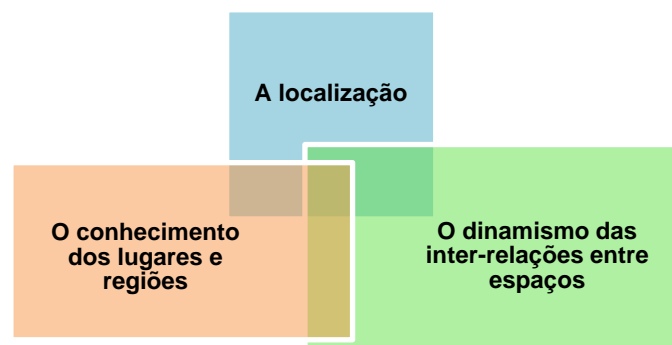 A localização
O conhecimento
dos lugares e
regiões
O dinamismo das
inter-relações entre
espaços